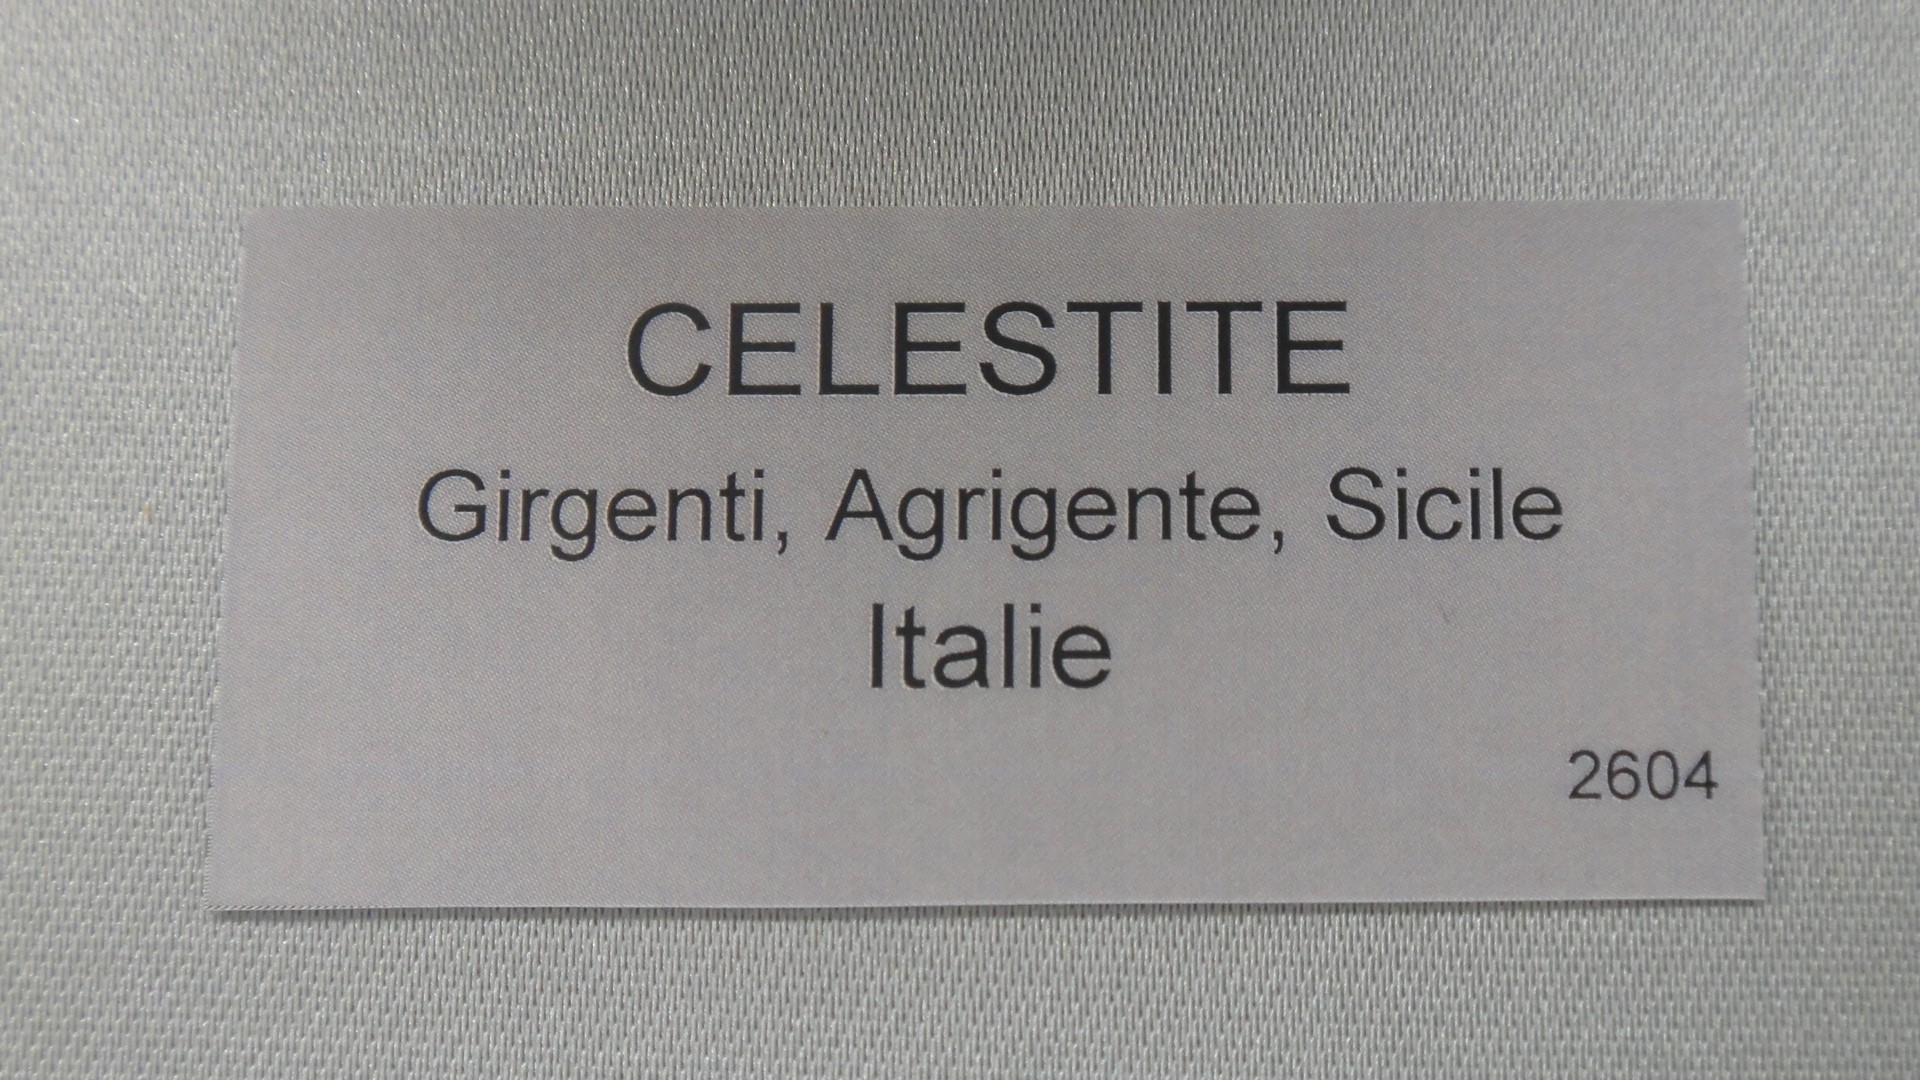 CELESTITE
Girgenti, Agrigente, Sicile
Italie
2604